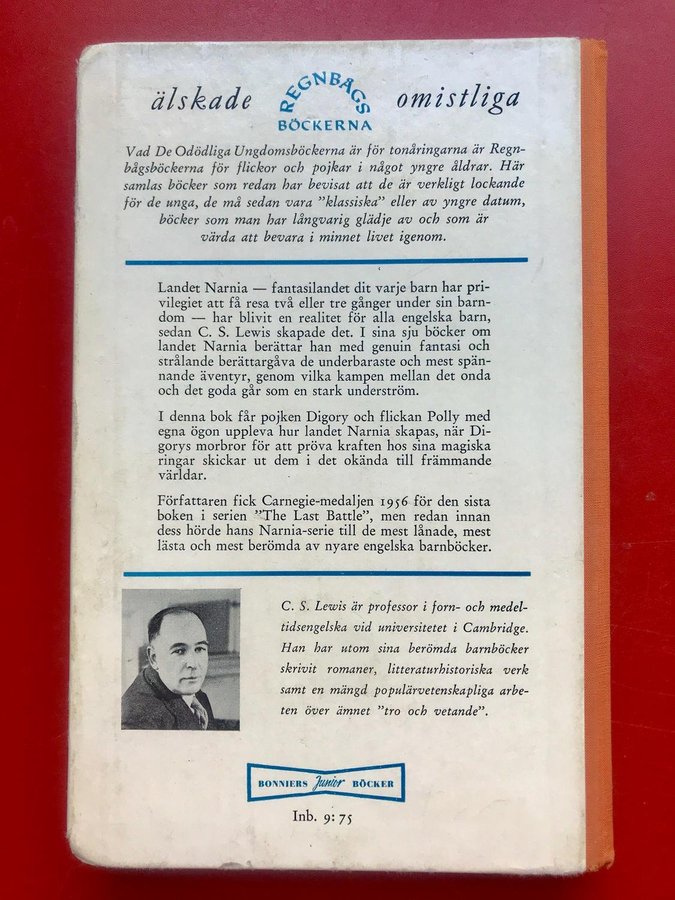 älskade REGNBÅGS omistliga
BÖCKERNA
Vad De Odödliga Ungdomsböckerna är för tonåringarna är Regn-
bågsböckerna för flickor och pojkar i något yngre åldrar. Här
samlas böcker som redan har bevisat att de är verkligt lockande
för de unga, de må sedan vara ”klassiska” eller av yngre datum,
böcker som man har långvarig glädje av och som är
värda att bevara i minnet livet igenom.
Landet Narnia — fantasilandet dit varje barn har pri-
vilegiet att få resa två eller tre gånger under sin barn-
dom — har blivit en realitet för alla engelska barn,
sedan C. S. Lewis skapade det. I sina sju böcker om
landet Narnia berättar han med genuin fantasi och
strålande berättargåva de underbaraste och mest spän-
nande äventyr, genom vilka kampen mellan det onda
och det goda går som en stark underström.
I denna bok får pojken Digory och flickan Polly med
egna ögon uppleva hur landet Narnia skapas, när Di-
gorys morbror för att pröva kraften hos sina magiska
ringar skickar ut dem i det okända till främmande
världar.
Författaren fick Carnegie-medaljen 1956 för den sista
boken i serien ”The Last Battle”, men redan innan
dess hörde hans Narnia-serie till de mest lånade, mest
lästa och mest berömda av nyare engelska barnböcker.
C. S. Lewis är professor i forn- och medel-
tidsengelska vid universitetet i Cambridge.
Han har utom sina berömda barnböcker
skrivit romaner, litteraturhistoriska verk
samt en mängd populärvetenskapliga arbe-
ten över ämnet ”tro och vetande”.
BONNIERS Junior BÖCKER
Inb. 9:75